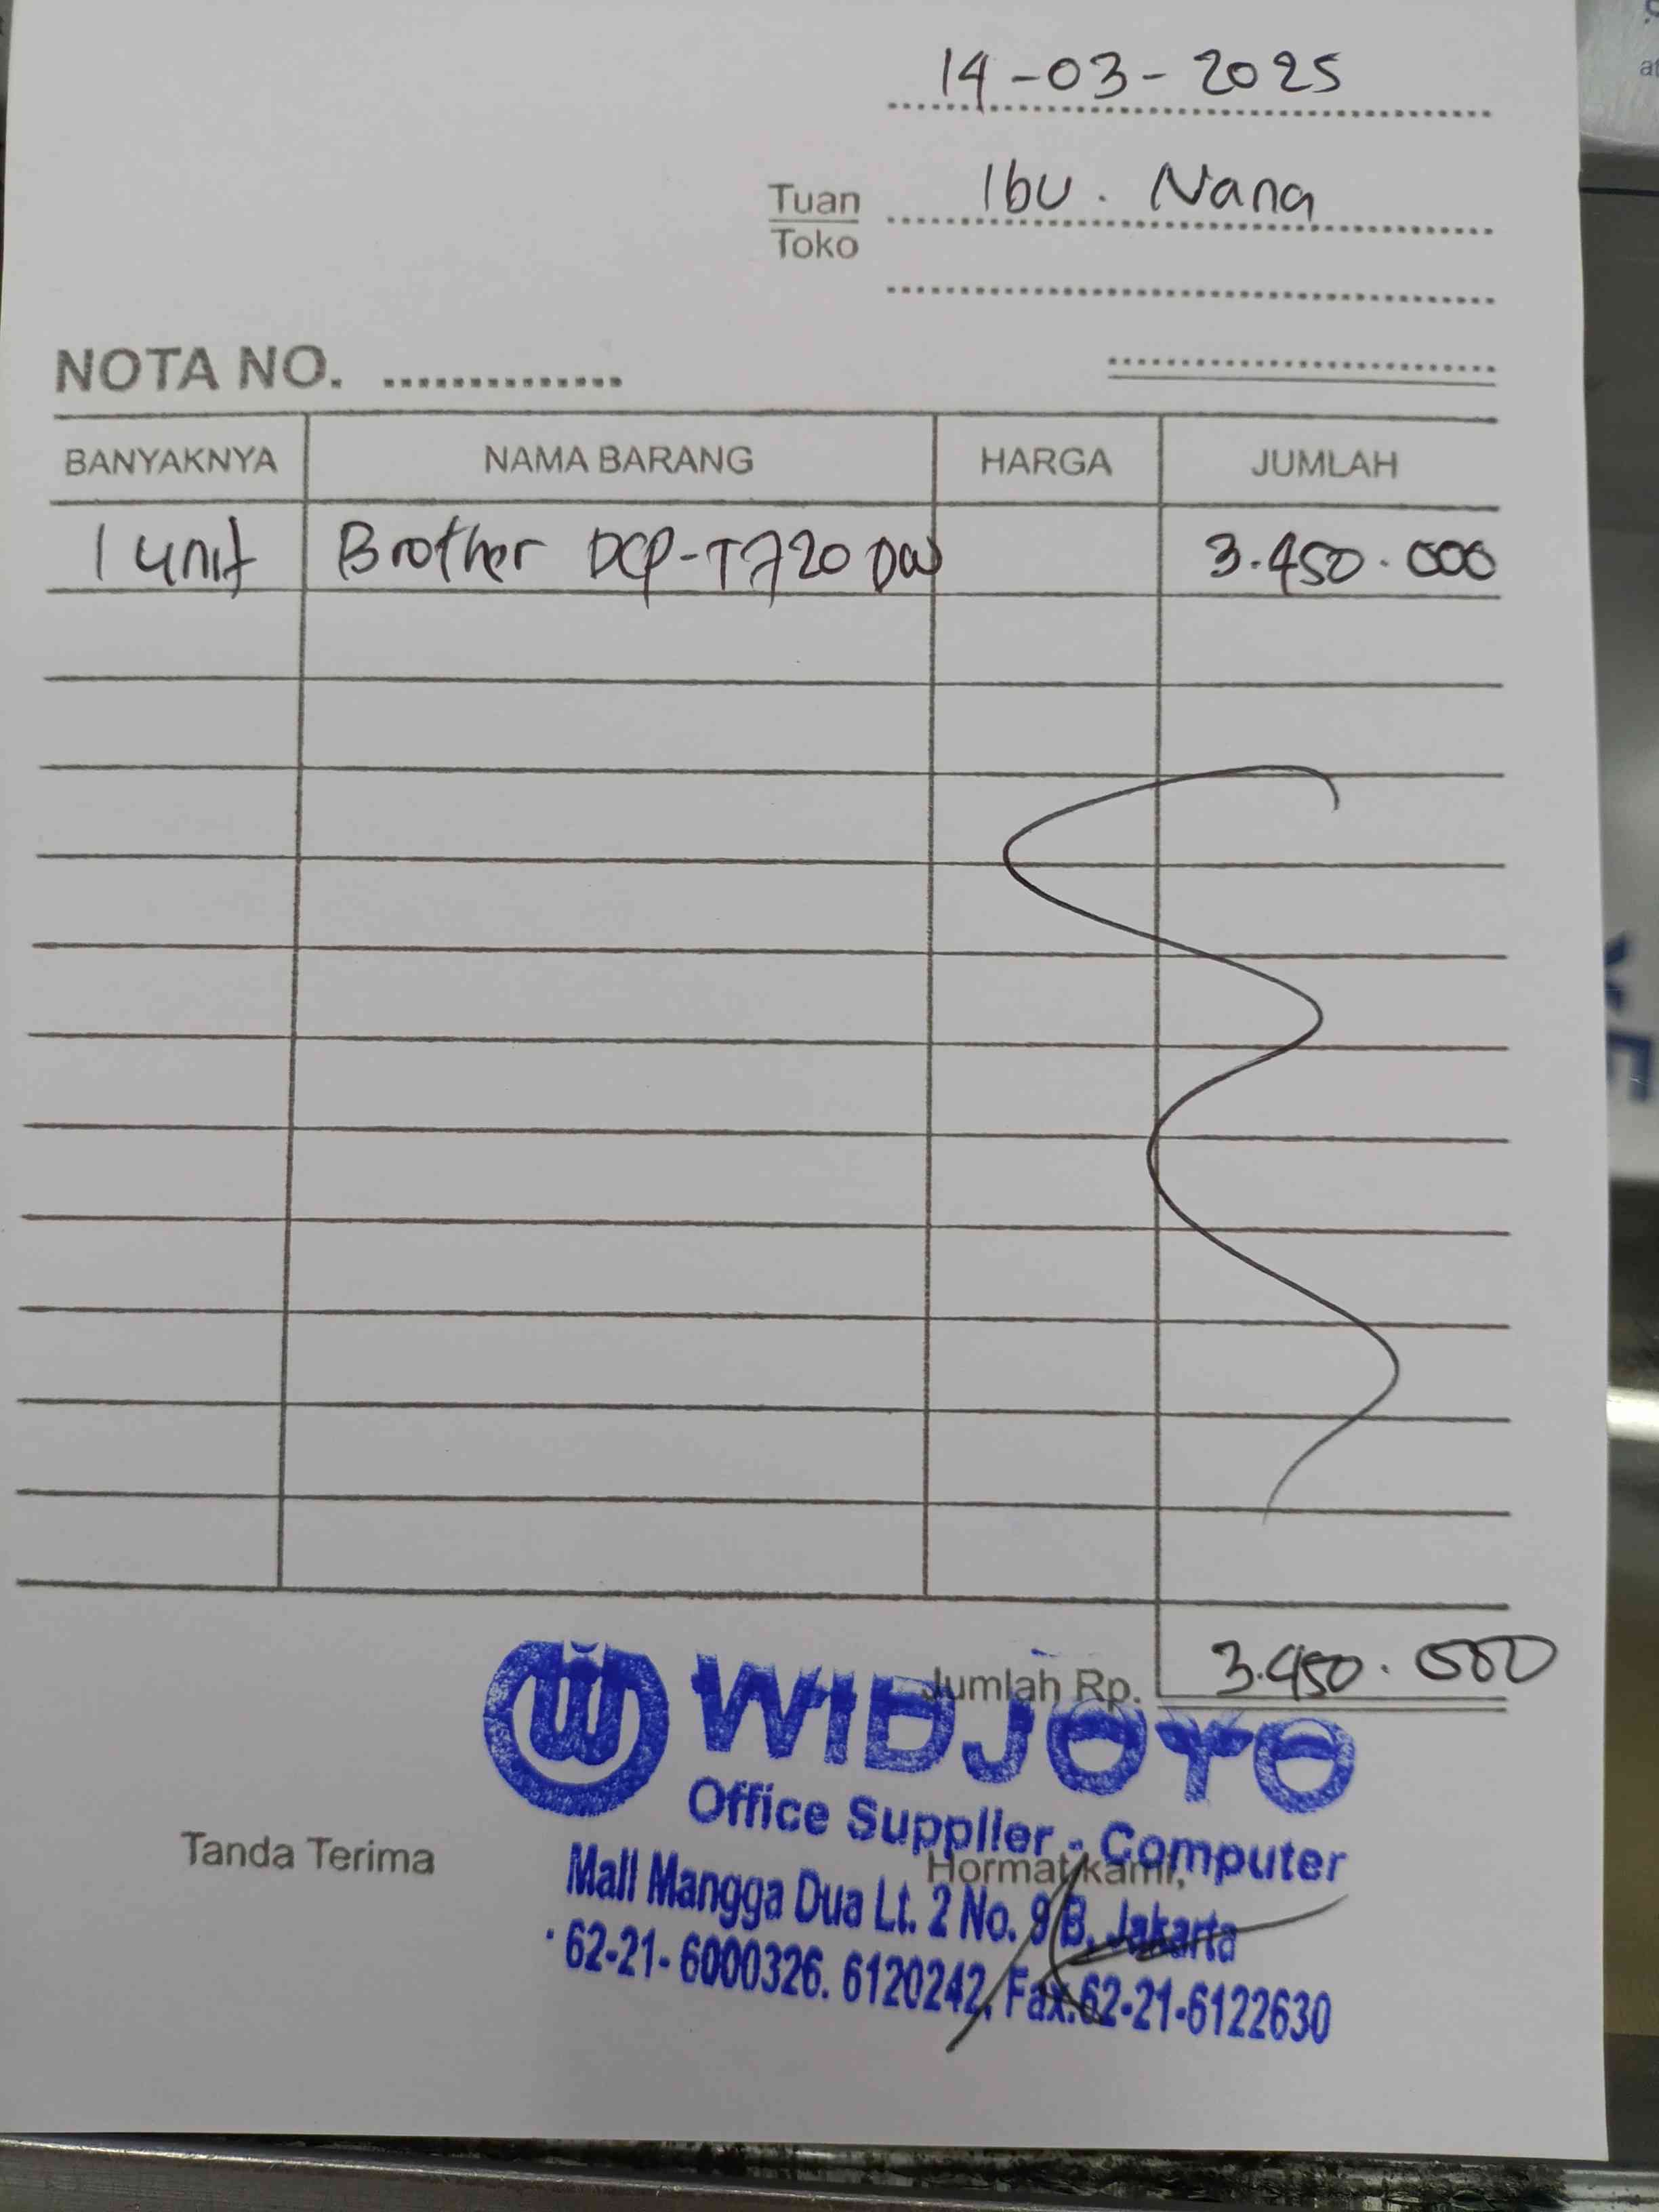 14-03-2025
Tuan Ibu. Nana
Toko
NOTA NO. ..............
BANYAKNYA NAMA BARANG HARGA JUMLAH
1 unit Brother DCP-T720DW 3.450.000
Jumlah Rp. 3.450.000
WIDJOYO
Office Supplier - Computer
Tanda Terima Hormat kami,
Mall Mangga Dua Lt. 2 No. 9 B, Jakarta
62-21- 6000326. 6120242, Fax.62-21-6122630